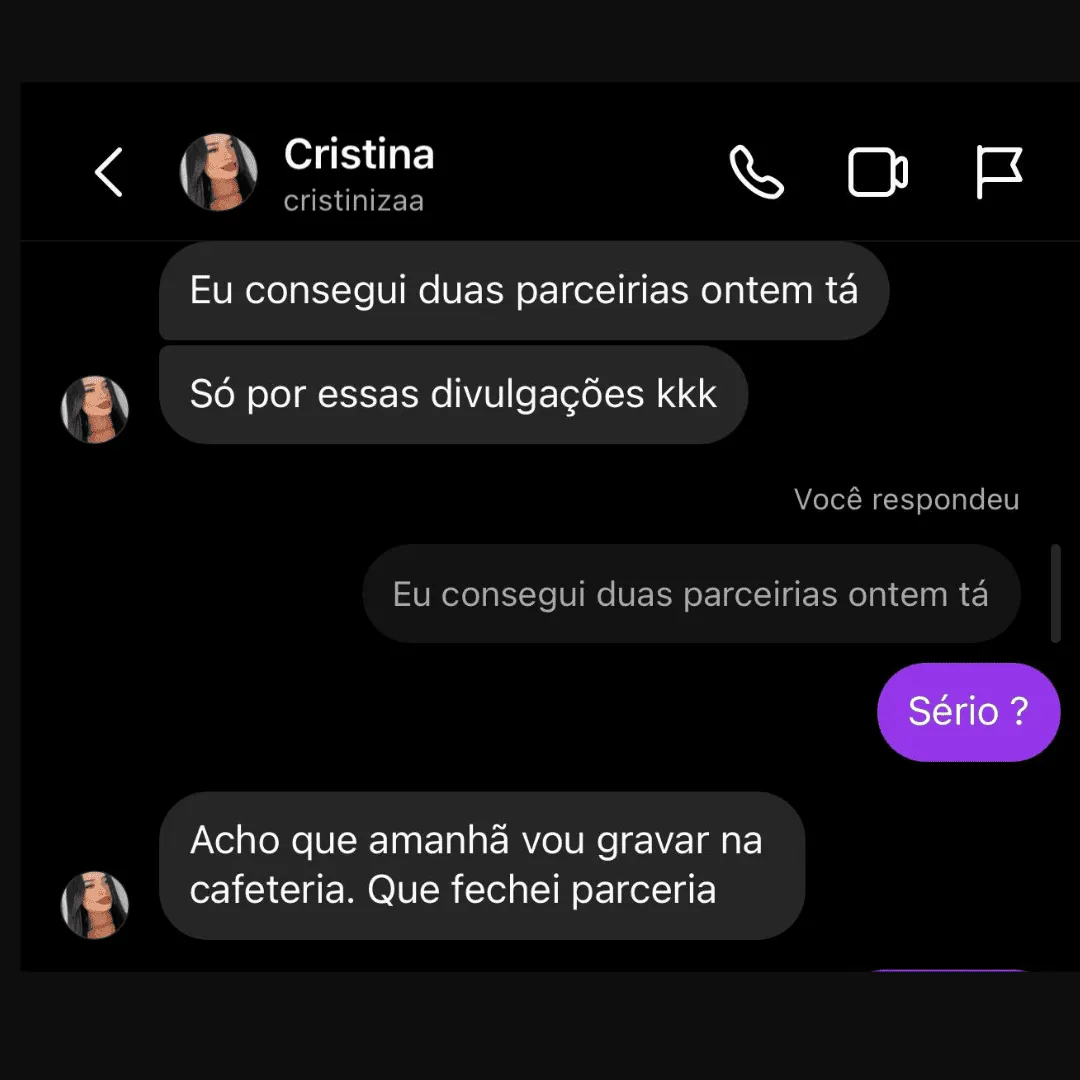 Cristina
cristinizaa
Eu consegui duas parceirias ontem tá
Só por essas divulgações kkk
Você respondeu
Eu consegui duas parceirias ontem tá
Sério ?
Acho que amanhã vou gravar na
cafeteria. Que fechei parceria